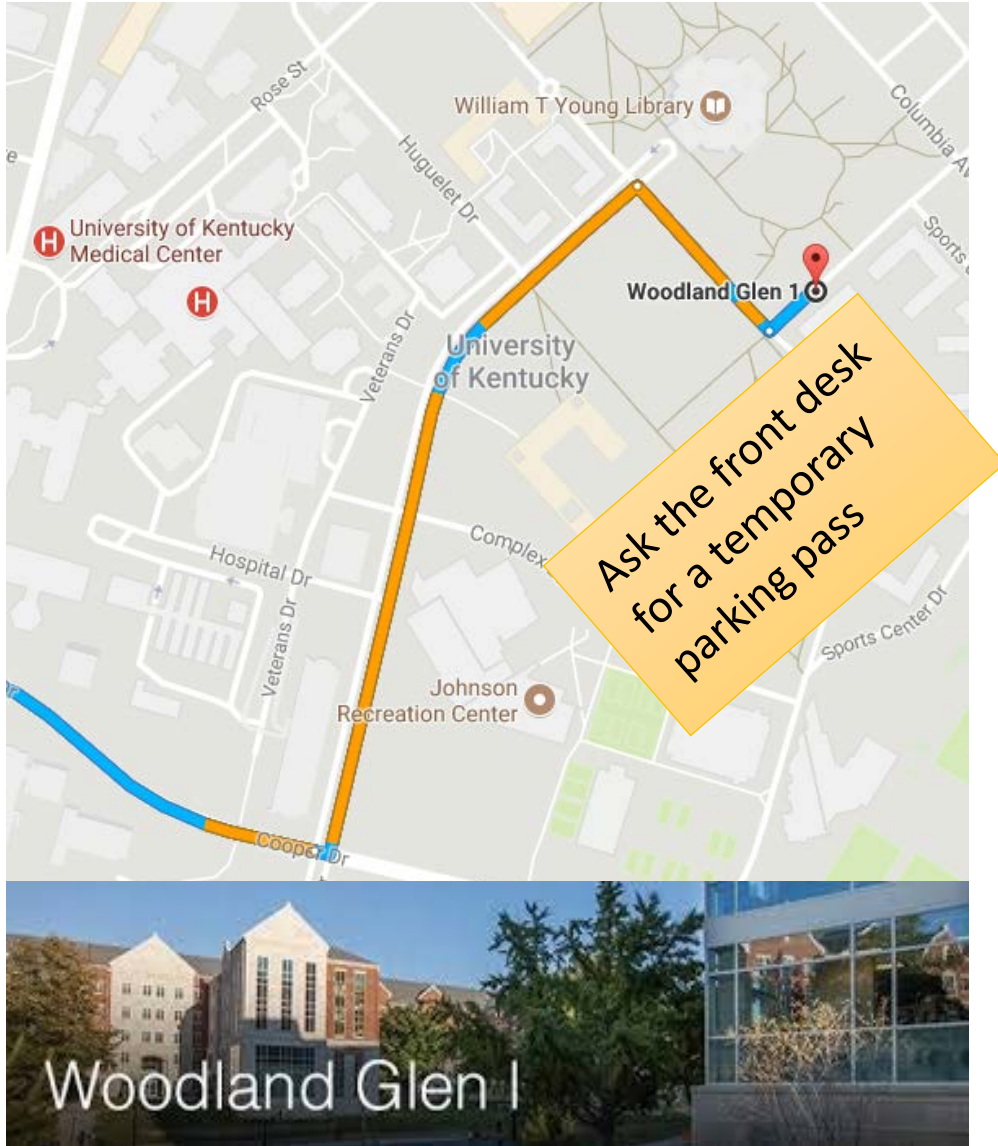 Rose St
William T Young Library
Columbia Av
Huguelet Dr
Sports
H University of Kentucky
Medical Center
H
Woodland Glen 1
University
of Kentucky
Veterans Dr
Ask the front desk
for a temporary
parking pass
Complex
Hospital Dr
Veterans Dr
Sports Center Dr
Johnson
Recreation Center
Cooper Dr
Woodland Glen I